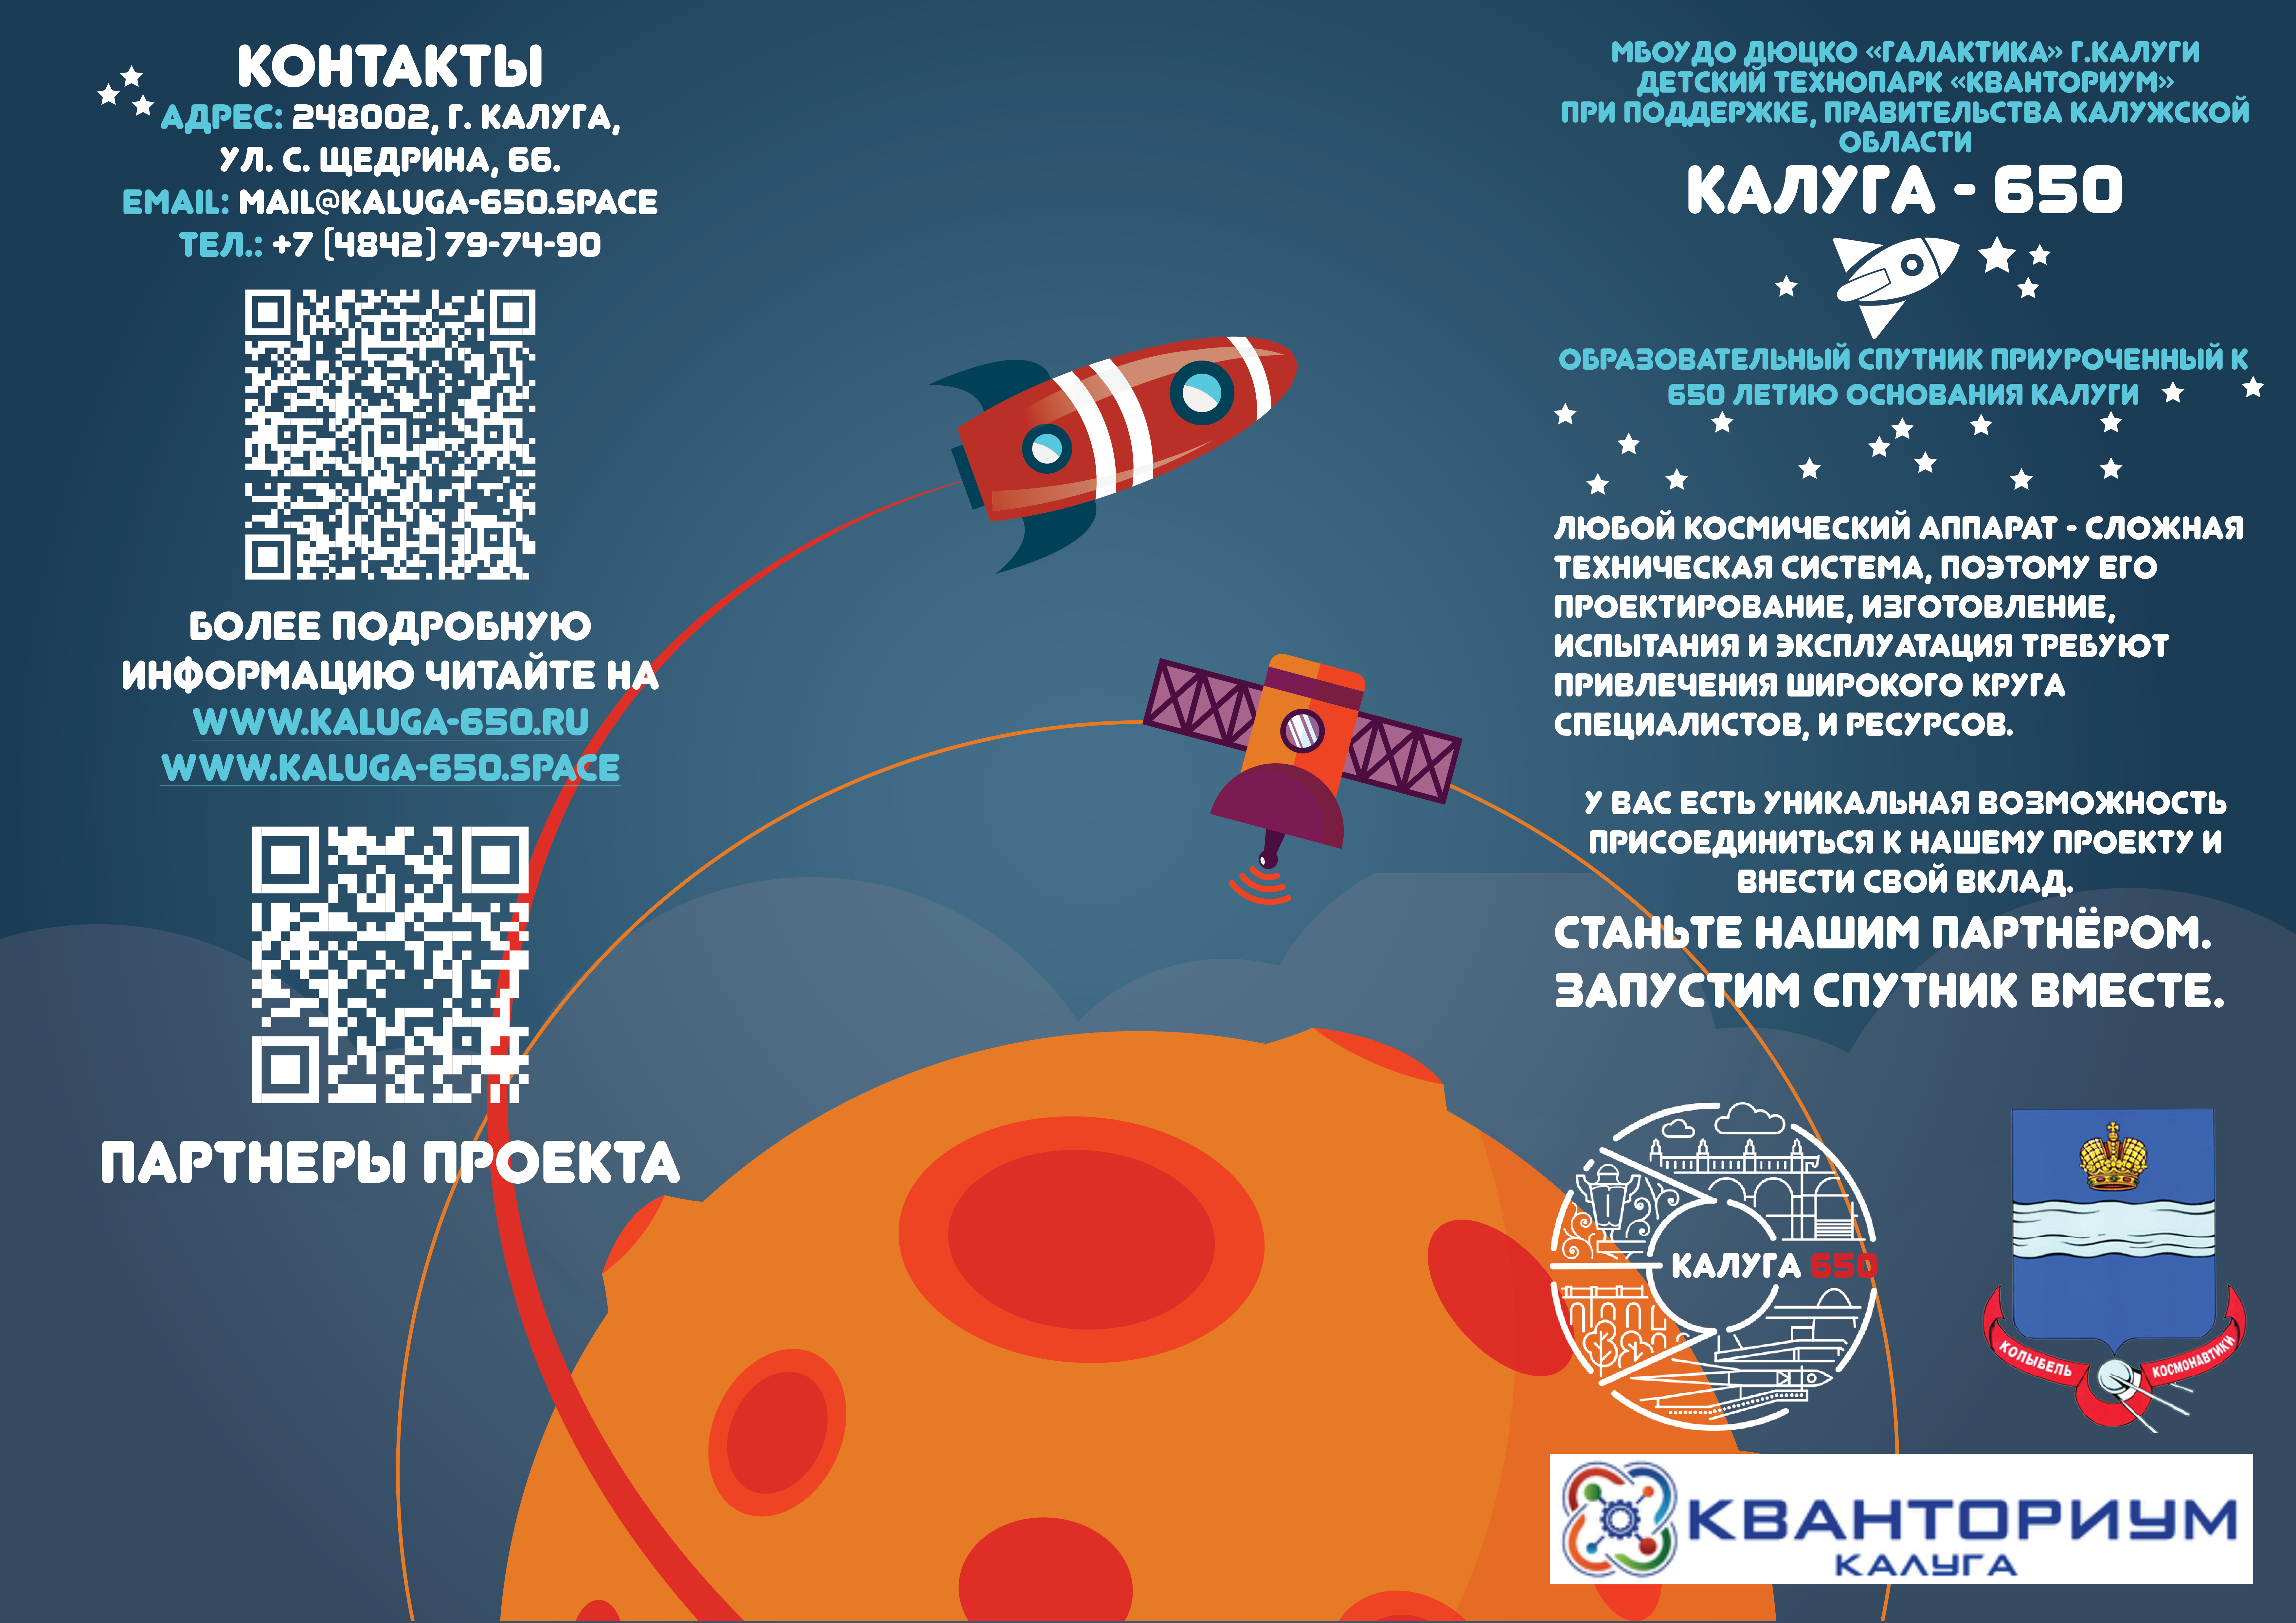 КОНТАКТЫ
АДРЕС: 248002, Г. КАЛУГА,
УЛ. С. ЩЕДРИНА, 66.
EMAIL: MAIL@KALUGA-650.SPACE
ТЕЛ.: +7 (4842) 79-74-90
БОЛЕЕ ПОДРОБНУЮ
ИНФОРМАЦИЮ ЧИТАЙТЕ НА
WWW.KALUGA-650.RU
WWW.KALUGA-650.SPACE
ПАРТНЕРЫ ПРОЕКТА
МБОУДО ДЮЦКО «ГАЛАКТИКА» Г.КАЛУГИ
ДЕТСКИЙ ТЕХНОПАРК «КВАНТОРИУМ»
ПРИ ПОДДЕРЖКЕ, ПРАВИТЕЛЬСТВА КАЛУЖСКОЙ
ОБЛАСТИ
КАЛУГА - 650
ОБРАЗОВАТЕЛЬНЫЙ СПУТНИК ПРИУРОЧЕННЫЙ К
650 ЛЕТИЮ ОСНОВАНИЯ КАЛУГИ
ЛЮБОЙ КОСМИЧЕСКИЙ АППАРАТ - СЛОЖНАЯ
ТЕХНИЧЕСКАЯ СИСТЕМА, ПОЭТОМУ ЕГО
ПРОЕКТИРОВАНИЕ, ИЗГОТОВЛЕНИЕ,
ИСПЫТАНИЯ И ЭКСПЛУАТАЦИЯ ТРЕБУЮТ
ПРИВЛЕЧЕНИЯ ШИРОКОГО КРУГА
СПЕЦИАЛИСТОВ, И РЕСУРСОВ.
У ВАС ЕСТЬ УНИКАЛЬНАЯ ВОЗМОЖНОСТЬ
ПРИСОЕДИНИТЬСЯ К НАШЕМУ ПРОЕКТУ И
ВНЕСТИ СВОЙ ВКЛАД.
СТАНЬТЕ НАШИМ ПАРТНЁРОМ.
ЗАПУСТИМ СПУТНИК ВМЕСТЕ.
КАЛУГА 650
КОЛЫБЕЛЬ КОСМОНАВТИКИ
КВАНТОРИУМ
КАЛУГА